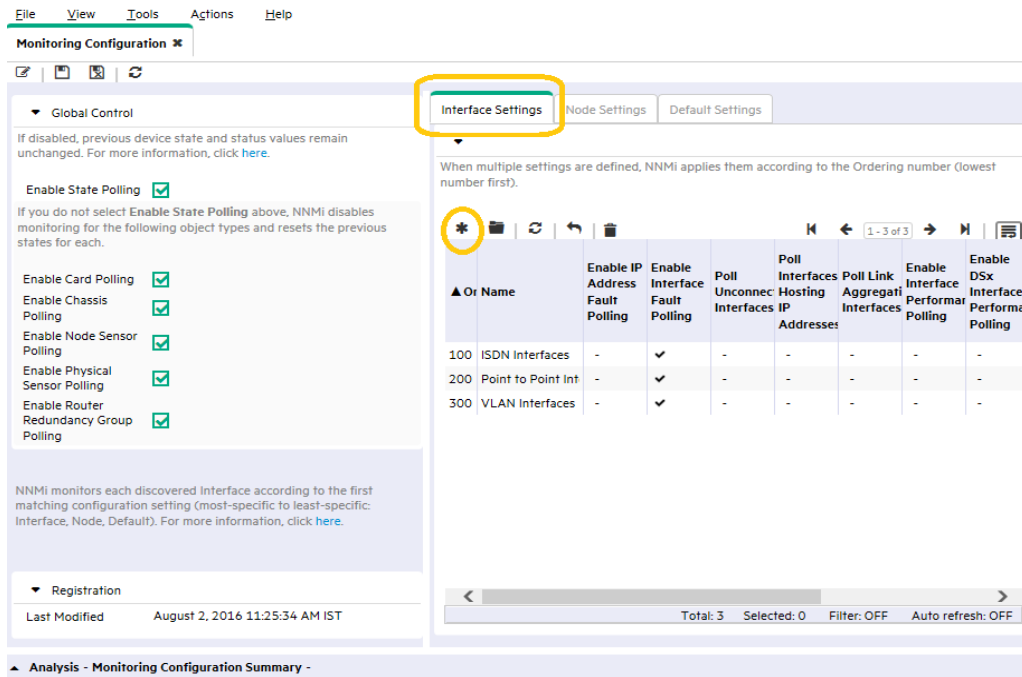 File View Tools Actions Help
Monitoring Configuration ✖
Global Control
If disabled, previous device state and status values remain
unchanged. For more information, click here.
Enable State Polling
If you do not select Enable State Polling above, NNMi disables
monitoring for the following object types and resets the previous
states for each.
Enable Card Polling
Enable Chassis
Polling
Enable Node Sensor
Polling
Enable Physical
Sensor Polling
Enable Router
Redundancy Group
Polling
NNMi monitors each discovered Interface according to the first
matching configuration setting (most-specific to least-specific:
Interface, Node, Default). For more information, click here.
Registration
Last Modified August 2, 2016 11:25:34 AM IST
Interface Settings Node Settings Default Settings
When multiple settings are defined, NNMi applies them according to the Ordering number (lowest
number first).
1 - 3 of 3
▲ Or Name
Enable IP
Address
Fault
Polling
Enable
Interface
Fault
Polling
Poll
Unconnec
Interfaces
Poll
Interfaces
Hosting
IP
Addresses
Poll Link
Aggregati
Interfaces
Enable
Interface
Performan
Polling
Enable
DSx
Interface
Performa
Polling
100 ISDN Interfaces - ✔ - - - - -
200 Point to Point Int - ✔ - - - - -
300 VLAN Interfaces - ✔ - - - - -
Total: 3 Selected: 0 Filter: OFF Auto refresh: OFF
Analysis - Monitoring Configuration Summary -